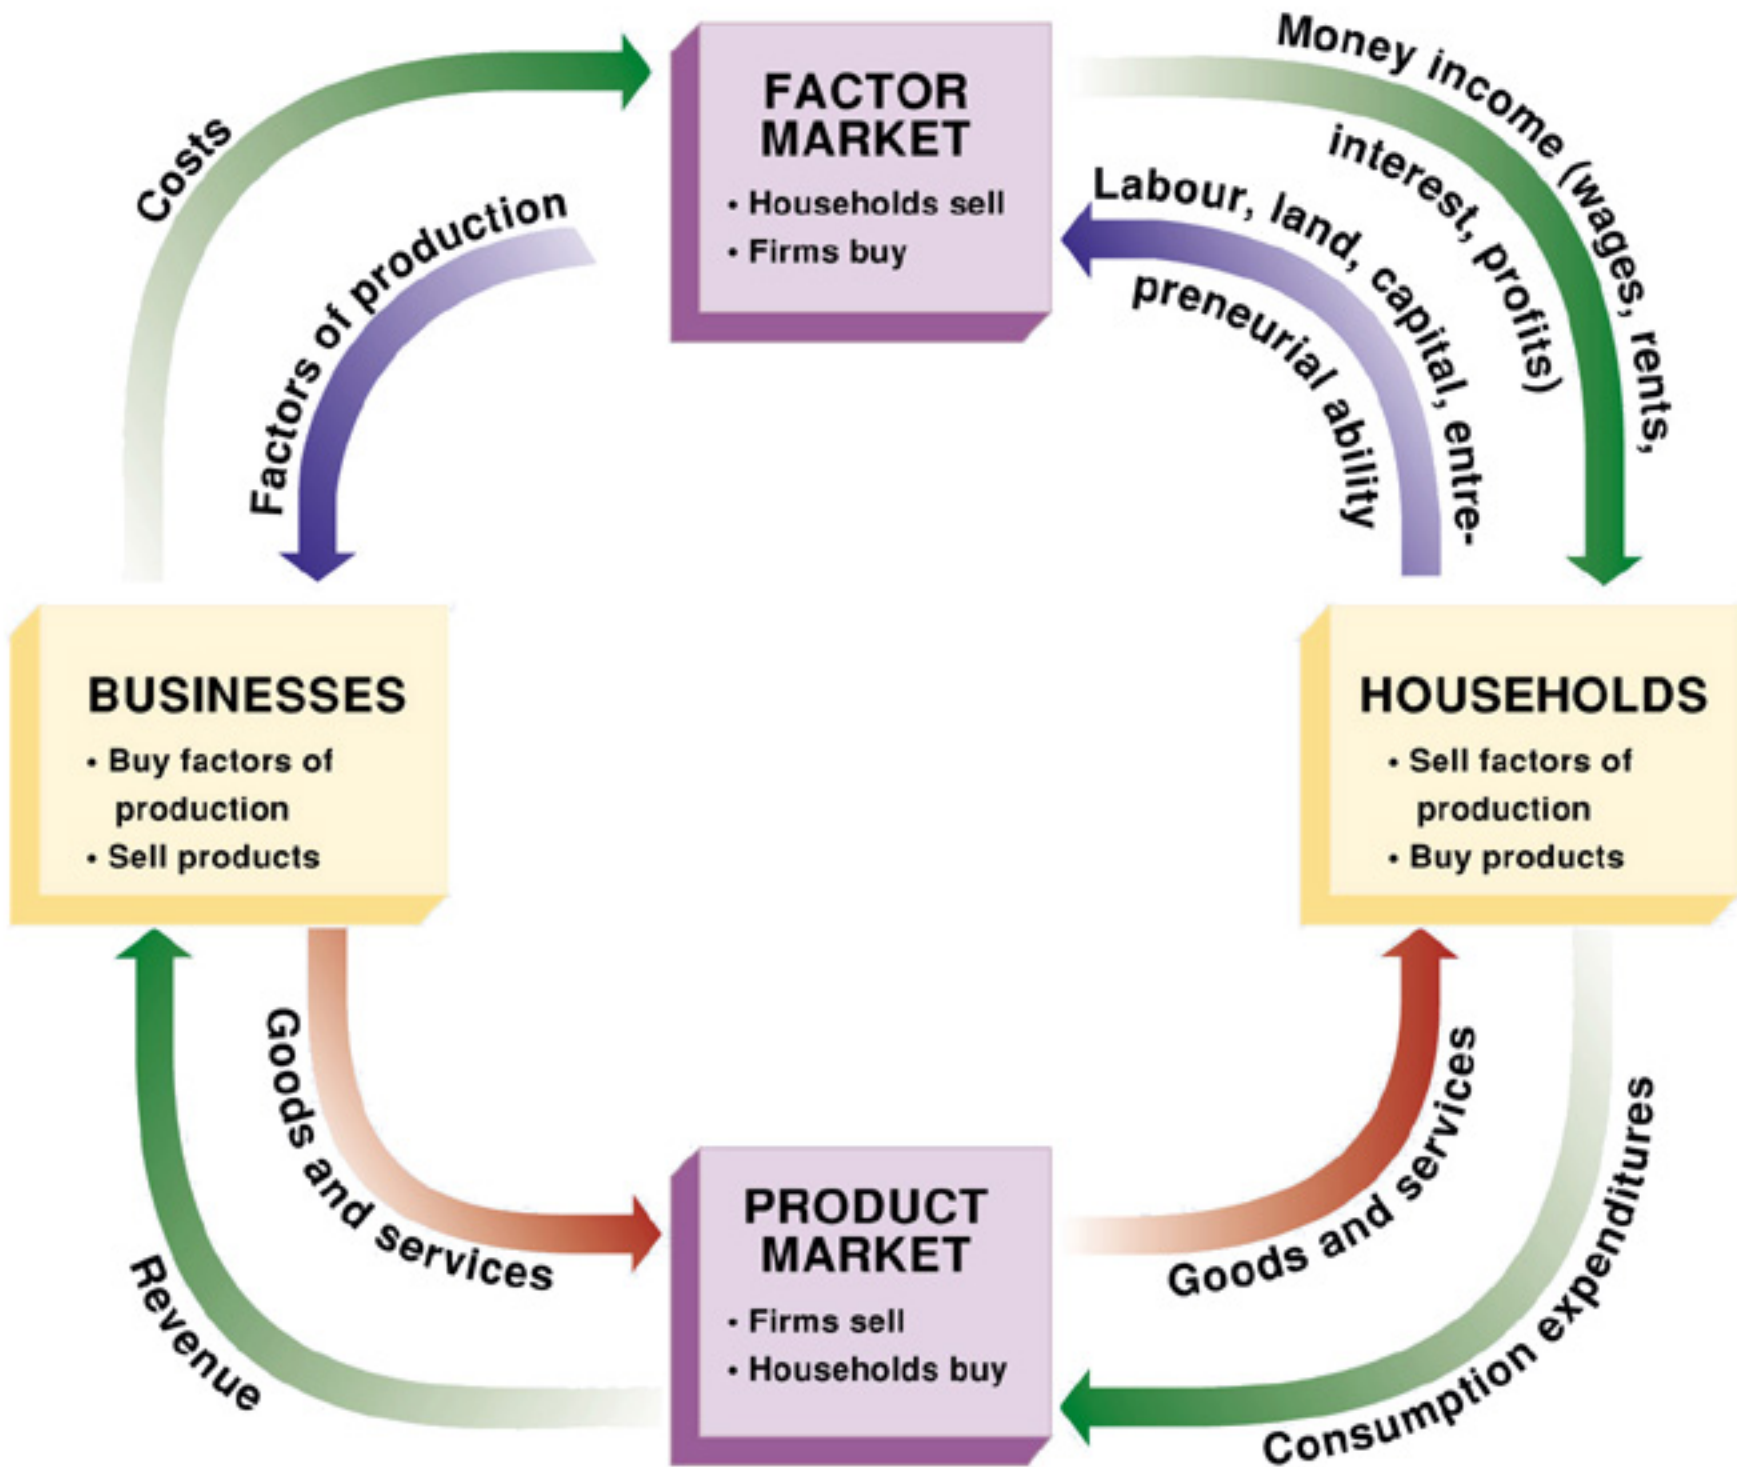 Costs
Factors of production
FACTOR
MARKET
• Households sell
• Firms buy
Money income (wages, rents,
interest, profits)
Labour, land, capital, entre-
preneurial ability
BUSINESSES
• Buy factors of
production
• Sell products
HOUSEHOLDS
• Sell factors of
production
• Buy products
Goods and services
Revenue
PRODUCT
MARKET
• Firms sell
• Households buy
Goods and services
Consumption expenditures